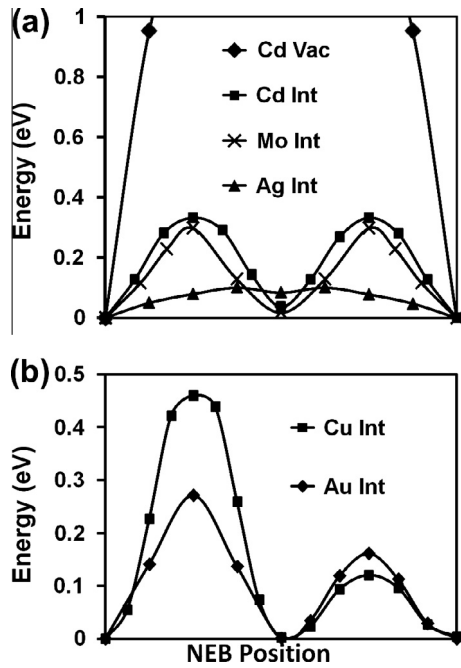 (a)
1
0.8
0.6
0.4
0.2
0
Energy (eV)
Cd Vac
Cd Int
Mo Int
Ag Int
(b)
0.5
0.4
0.3
0.2
0.1
0
Energy (eV)
Cu Int
Au Int
NEB Position